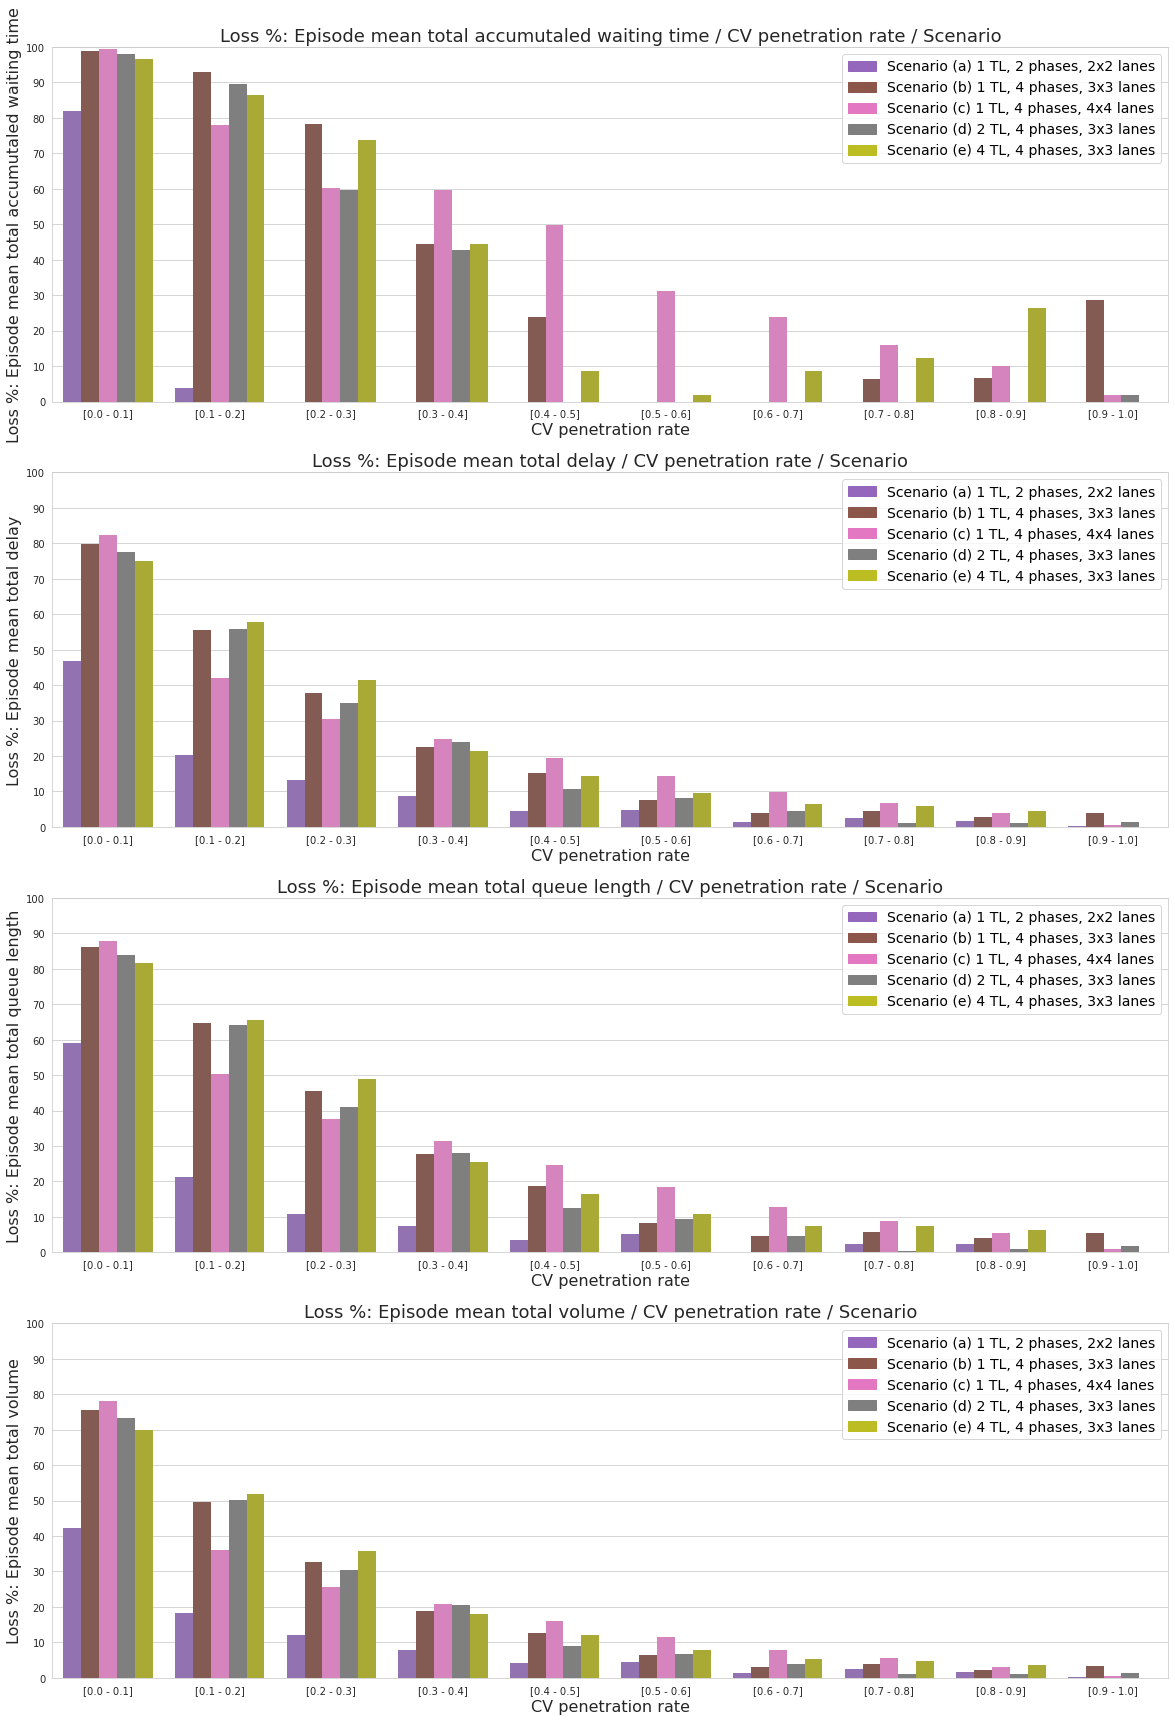 Loss %: Episode mean total accumutaled waiting time / CV penetration rate / Scenario
Loss %: Episode mean total accumutaled waiting time
100
90
80
70
60
50
40
30
20
10
0
Scenario (a) 1 TL, 2 phases, 2x2 lanes
Scenario (b) 1 TL, 4 phases, 3x3 lanes
Scenario (c) 1 TL, 4 phases, 4x4 lanes
Scenario (d) 2 TL, 4 phases, 3x3 lanes
Scenario (e) 4 TL, 4 phases, 3x3 lanes
[0.0 - 0.1] [0.1 - 0.2] [0.2 - 0.3] [0.3 - 0.4] [0.4 - 0.5] [0.5 - 0.6] [0.6 - 0.7] [0.7 - 0.8] [0.8 - 0.9] [0.9 - 1.0]
CV penetration rate
Loss %: Episode mean total delay / CV penetration rate / Scenario
Loss %: Episode mean total delay
100
90
80
70
60
50
40
30
20
10
0
Scenario (a) 1 TL, 2 phases, 2x2 lanes
Scenario (b) 1 TL, 4 phases, 3x3 lanes
Scenario (c) 1 TL, 4 phases, 4x4 lanes
Scenario (d) 2 TL, 4 phases, 3x3 lanes
Scenario (e) 4 TL, 4 phases, 3x3 lanes
[0.0 - 0.1] [0.1 - 0.2] [0.2 - 0.3] [0.3 - 0.4] [0.4 - 0.5] [0.5 - 0.6] [0.6 - 0.7] [0.7 - 0.8] [0.8 - 0.9] [0.9 - 1.0]
CV penetration rate
Loss %: Episode mean total queue length / CV penetration rate / Scenario
Loss %: Episode mean total queue length
100
90
80
70
60
50
40
30
20
10
0
Scenario (a) 1 TL, 2 phases, 2x2 lanes
Scenario (b) 1 TL, 4 phases, 3x3 lanes
Scenario (c) 1 TL, 4 phases, 4x4 lanes
Scenario (d) 2 TL, 4 phases, 3x3 lanes
Scenario (e) 4 TL, 4 phases, 3x3 lanes
[0.0 - 0.1] [0.1 - 0.2] [0.2 - 0.3] [0.3 - 0.4] [0.4 - 0.5] [0.5 - 0.6] [0.6 - 0.7] [0.7 - 0.8] [0.8 - 0.9] [0.9 - 1.0]
CV penetration rate
Loss %: Episode mean total volume / CV penetration rate / Scenario
Loss %: Episode mean total volume
100
90
80
70
60
50
40
30
20
10
0
Scenario (a) 1 TL, 2 phases, 2x2 lanes
Scenario (b) 1 TL, 4 phases, 3x3 lanes
Scenario (c) 1 TL, 4 phases, 4x4 lanes
Scenario (d) 2 TL, 4 phases, 3x3 lanes
Scenario (e) 4 TL, 4 phases, 3x3 lanes
[0.0 - 0.1] [0.1 - 0.2] [0.2 - 0.3] [0.3 - 0.4] [0.4 - 0.5] [0.5 - 0.6] [0.6 - 0.7] [0.7 - 0.8] [0.8 - 0.9] [0.9 - 1.0]
CV penetration rate